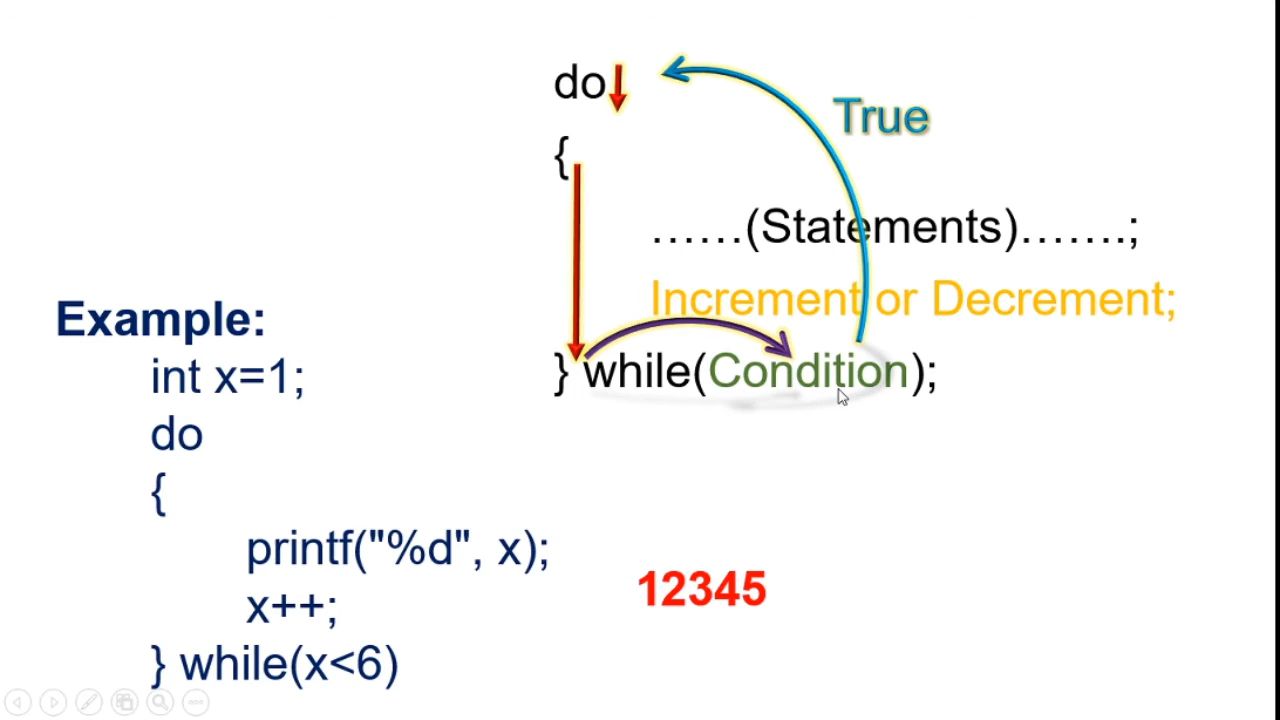 do
{
……(Statements)…….;
Increment or Decrement;
} while(Condition);
True
Example:
int x=1;
do
{
printf("%d", x);
x++;
} while(x<6)
12345